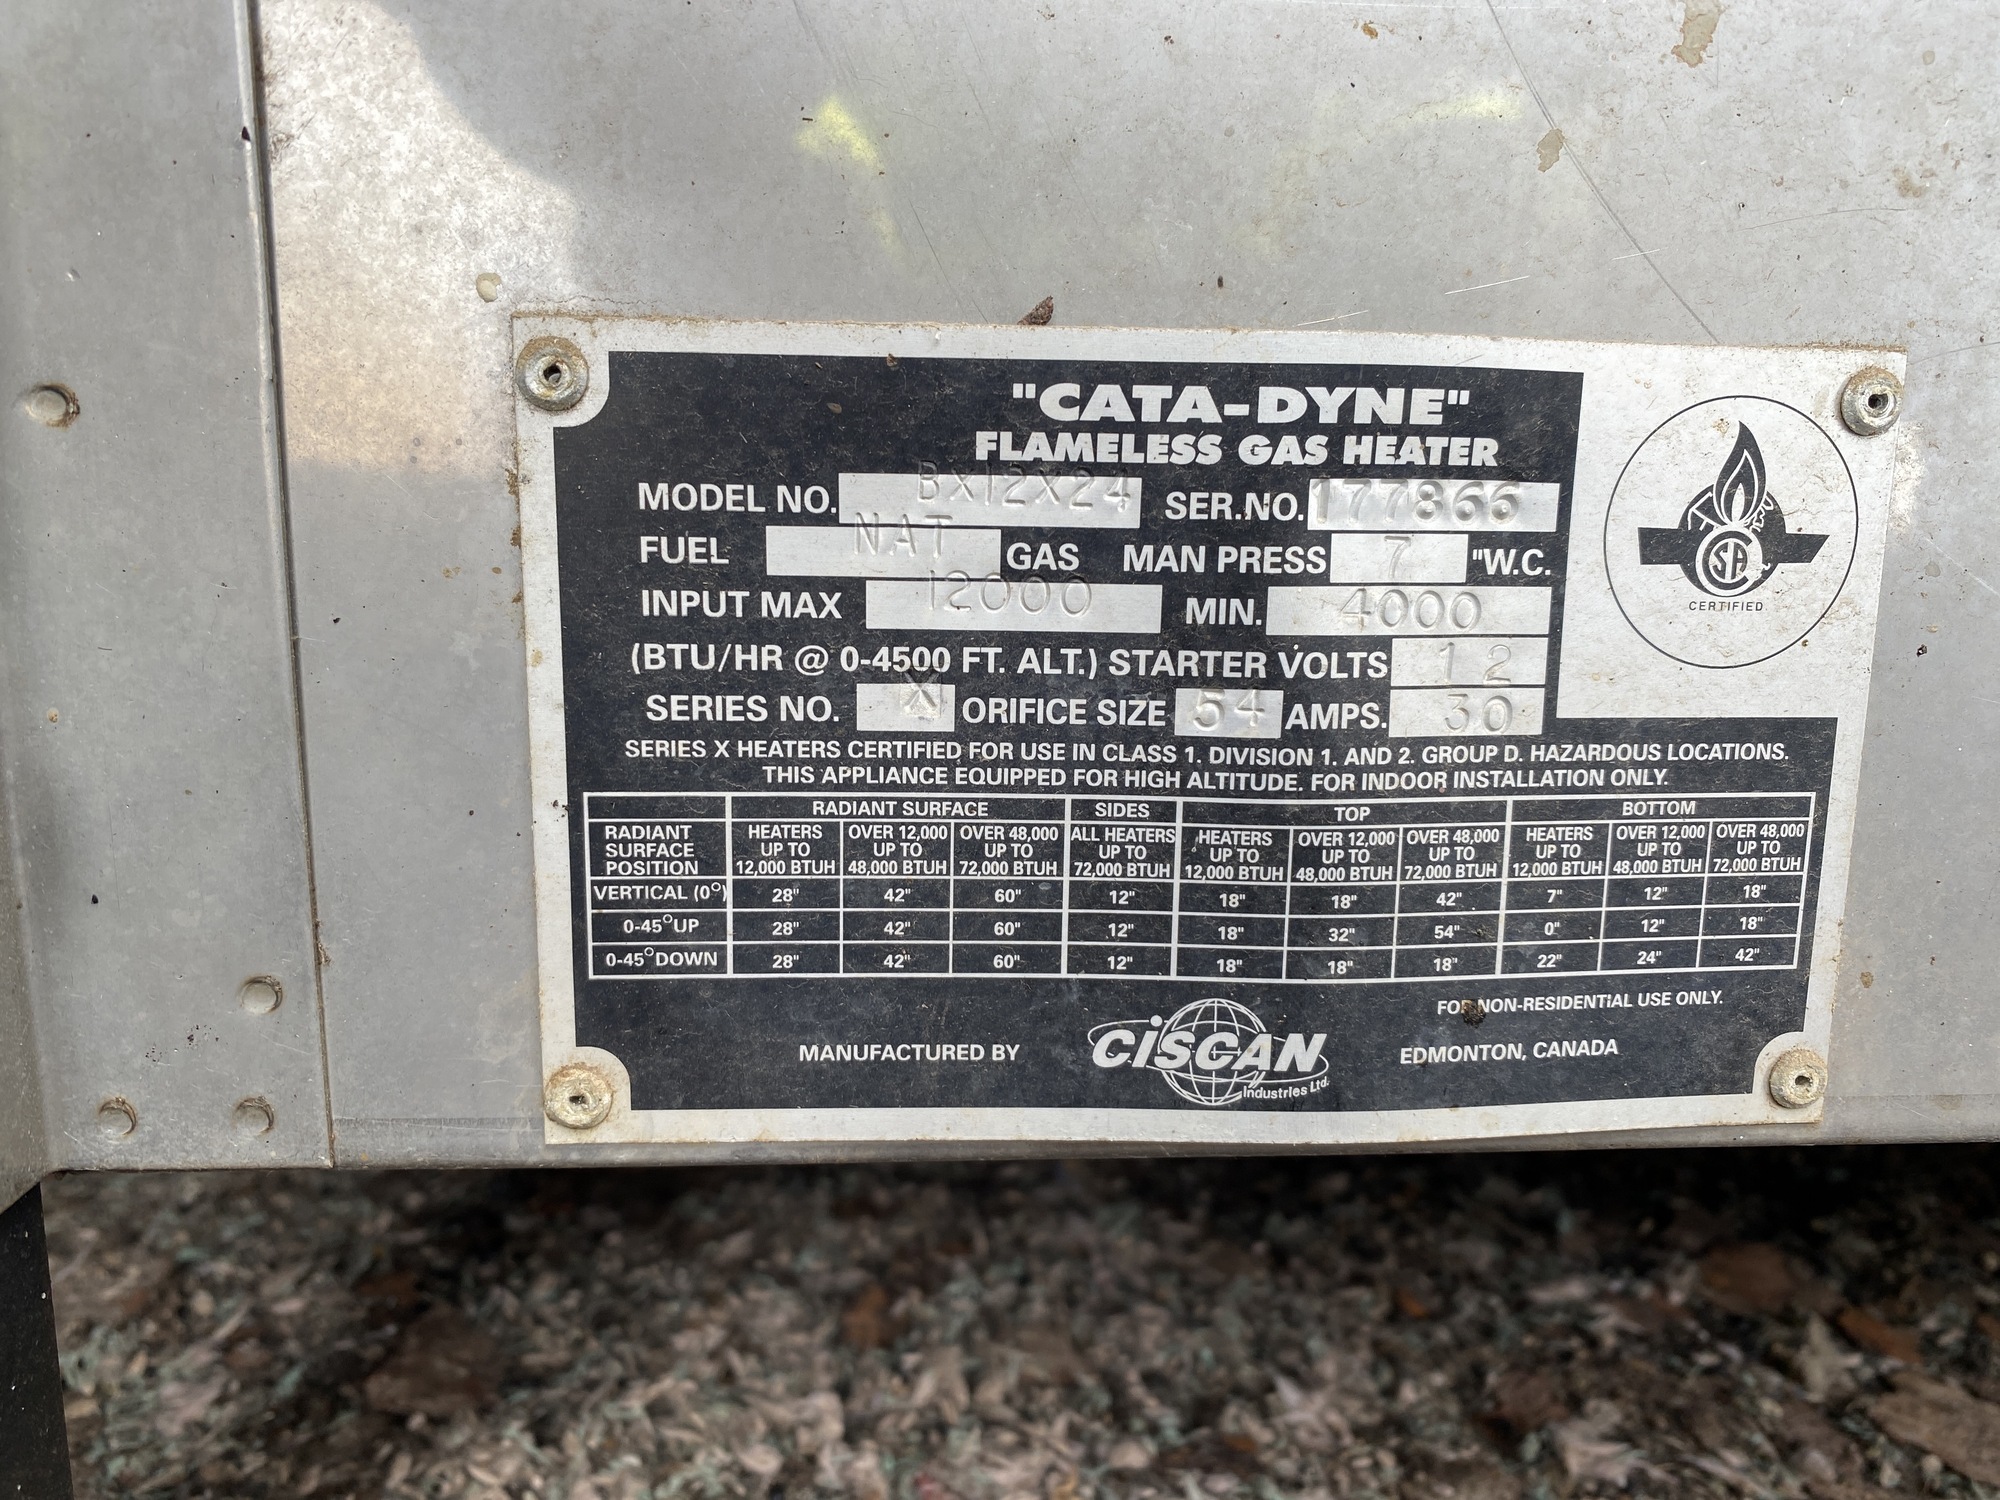 "CATA-DYNE"
FLAMELESS GAS HEATER
MODEL NO. BX12X24 SER.NO. 177866
FUEL NAT GAS MAN PRESS 7 "W.C.
INPUT MAX 12000 MIN. 4000
(BTU/HR @ 0-4500 FT. ALT.) STARTER VOLTS 12
SERIES NO. X ORIFICE SIZE 54 AMPS. 30
CSA
CERTIFIED
SERIES X HEATERS CERTIFIED FOR USE IN CLASS 1. DIVISION 1. AND 2. GROUP D. HAZARDOUS LOCATIONS.
THIS APPLIANCE EQUIPPED FOR HIGH ALTITUDE. FOR INDOOR INSTALLATION ONLY.
RADIANT SURFACE SIDES TOP BOTTOM
RADIANT HEATERS OVER 12,000 OVER 48,000 ALL HEATERS HEATERS OVER 12,000 OVER 48,000 HEATERS OVER 12,000 OVER 48,000
SURFACE UP TO UP TO UP TO UP TO UP TO UP TO UP TO UP TO UP TO UP TO
POSITION 12,000 BTUH 48,000 BTUH 72,000 BTUH 72,000 BTUH 12,000 BTUH 48,000 BTUH 72,000 BTUH 12,000 BTUH 48,000 BTUH 72,000 BTUH
VERTICAL (0°) 28" 42" 60" 12" 18" 18" 42" 7" 12" 18"
0-45°UP 28" 42" 60" 12" 18" 32" 54" 0" 12" 18"
0-45°DOWN 28" 42" 60" 12" 18" 18" 18" 22" 24" 42"
FOR NON-RESIDENTIAL USE ONLY.
MANUFACTURED BY CISCAN EDMONTON, CANADA
Industries Ltd.